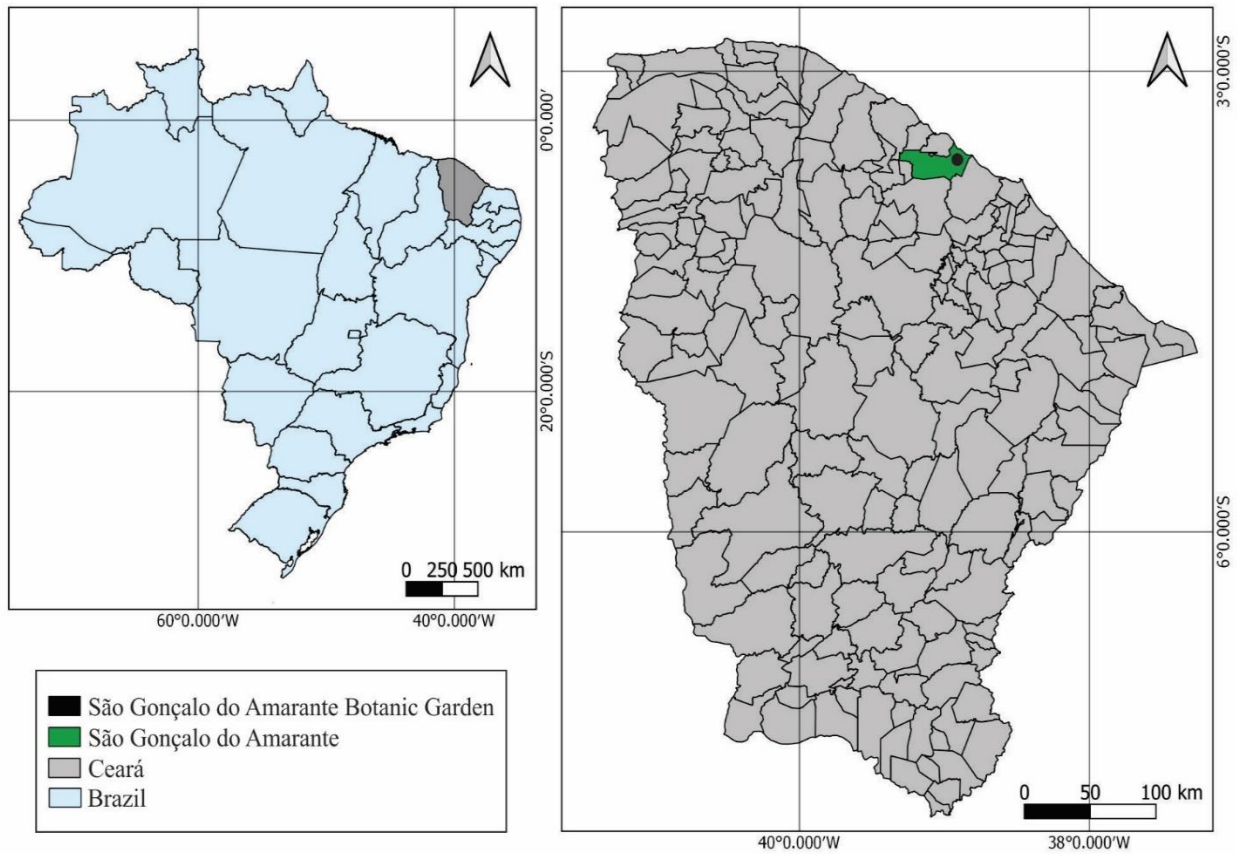 0°0.000'
20°0.000'S
0 250 500 km
60°0.000'W
40°0.000'W
São Gonçalo do Amarante Botanic Garden
São Gonçalo do Amarante
Ceará
Brazil
3°0.000'S
6°0.000'S
0 50 100 km
40°0.000'W
38°0.000'W